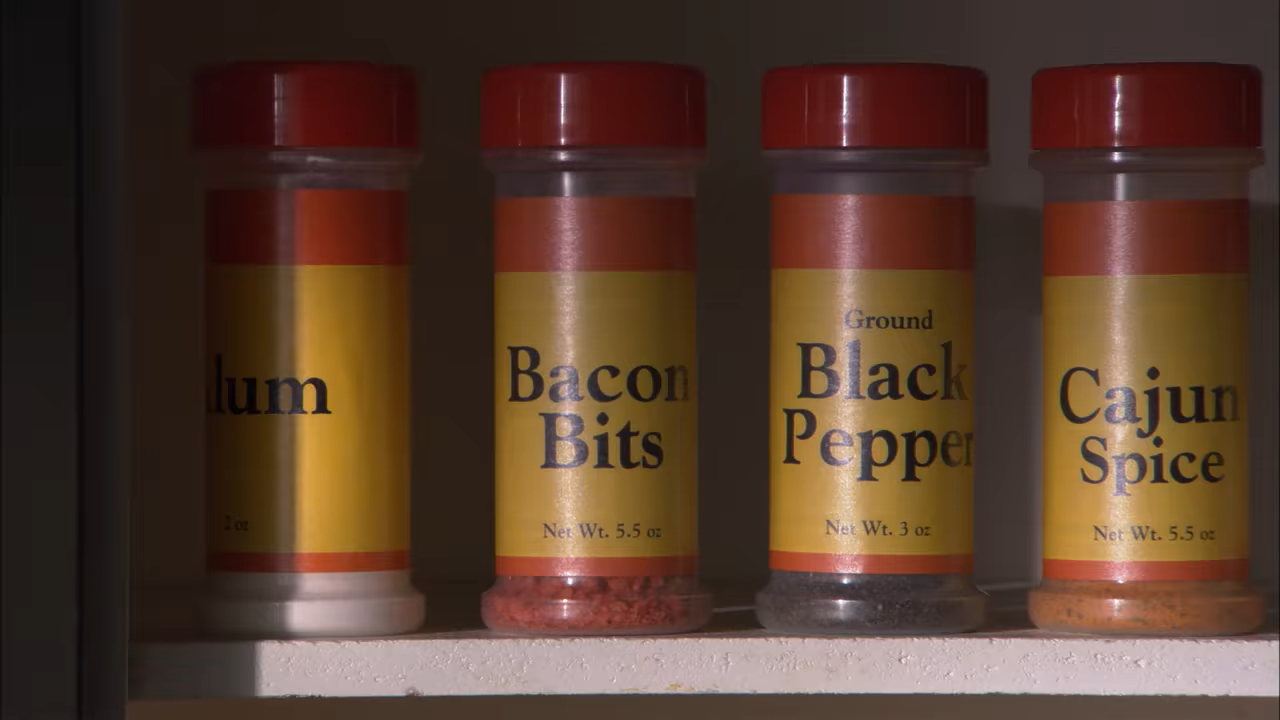 lum
2 oz
Bacon
Bits
Net Wt. 5.5 oz
Ground
Black
Pepper
Net Wt. 3 oz
Cajun
Spice
Net Wt. 5.5 oz